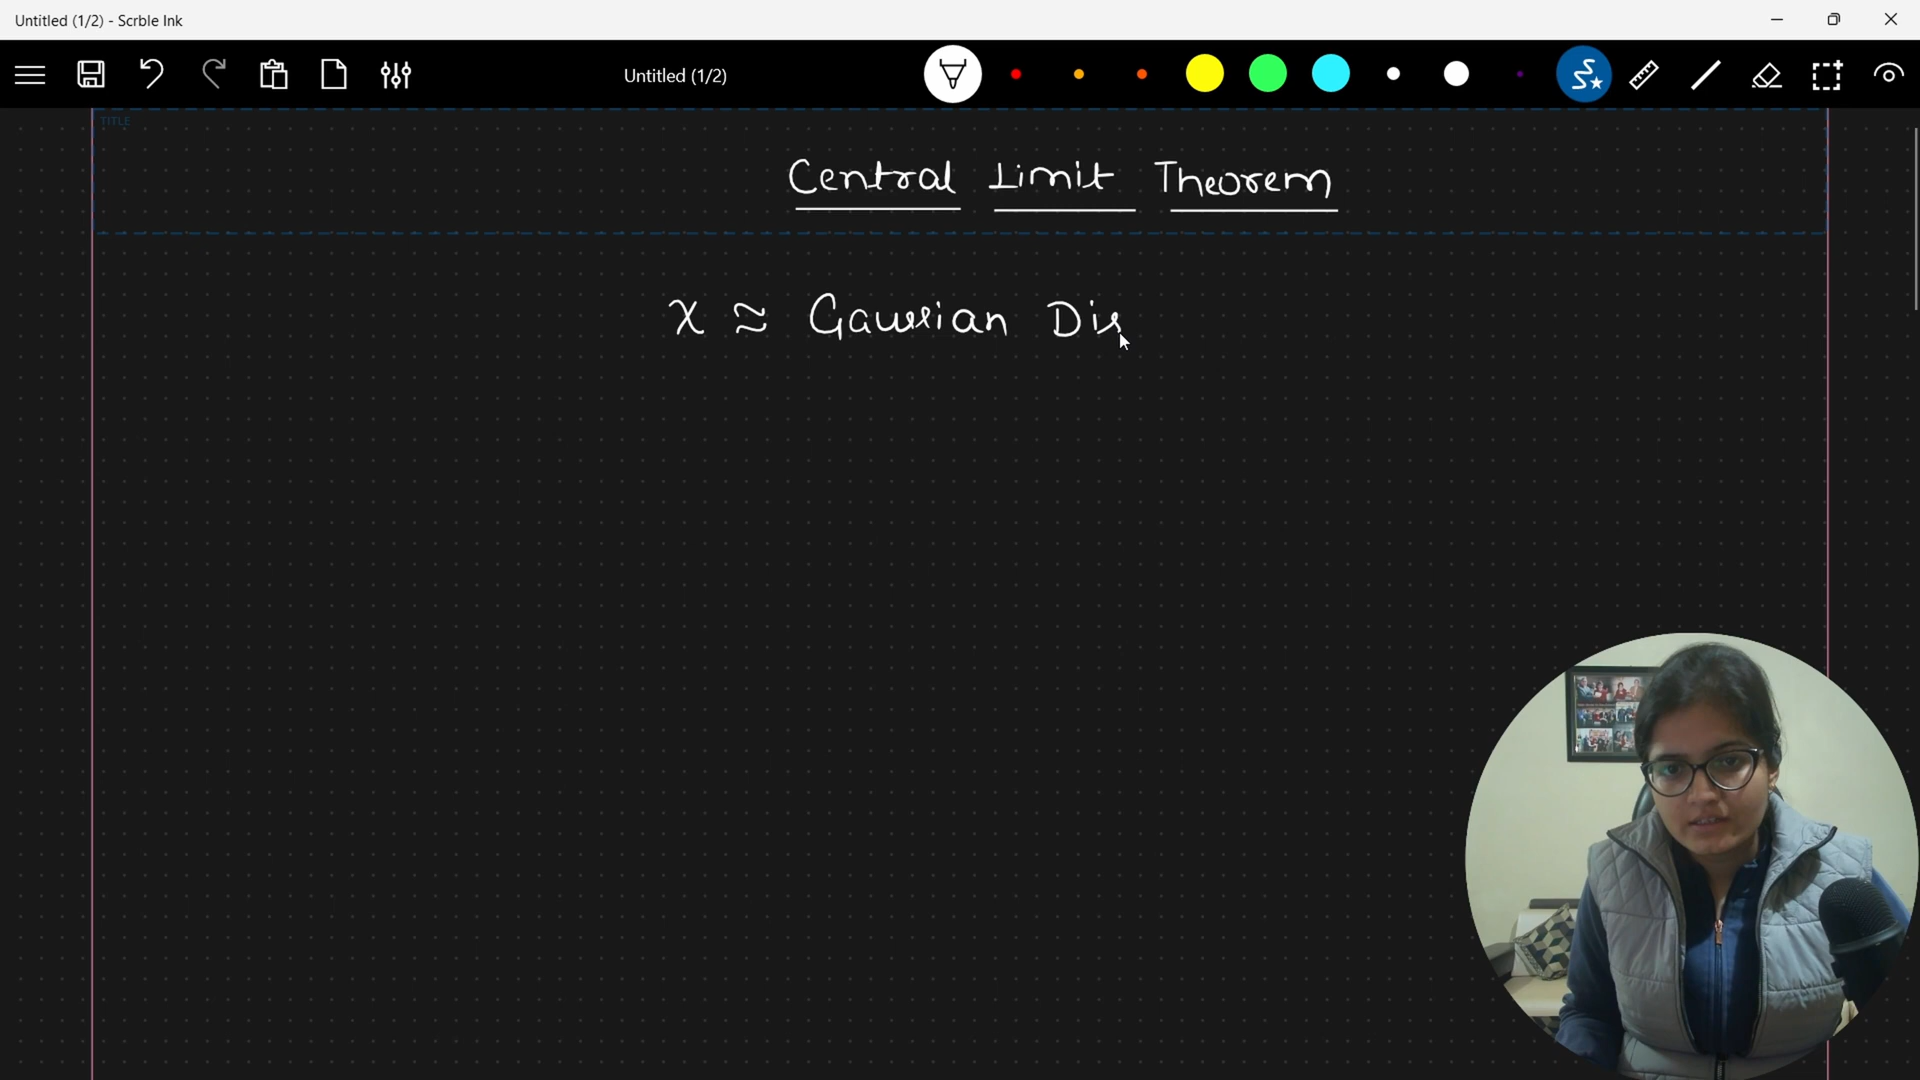 Untitled (1/2) - Scrble Ink
Untitled (1/2)
TITLE
Central Limit Theorem
x ≈ Gaussian Dis